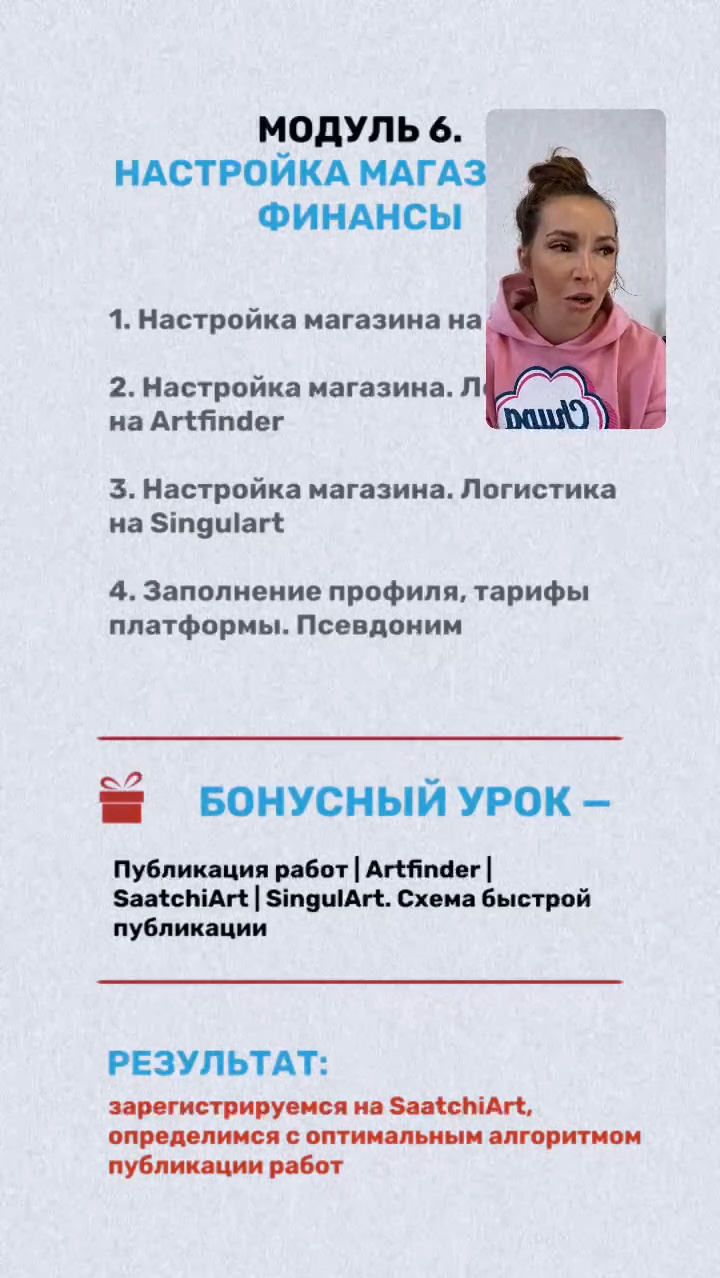 МОДУЛЬ 6.
НАСТРОЙКА
ФИНАНСЫ
1. Настройка магазина на
2. Настройка магазина.
на Artfinder
3. Настройка магазина. Логистика
на Singulart
4. Заполнение профиля, тарифы
платформы. Псевдоним
БОНУСНЫЙ УРОК —
Публикация работ | Artfinder |
SaatchiArt | SingulArt. Схема быстрой
публикации
РЕЗУЛЬТАТ:
зарегистрируемся на SaatchiArt,
определимся с оптимальным алгоритмом
публикации работ